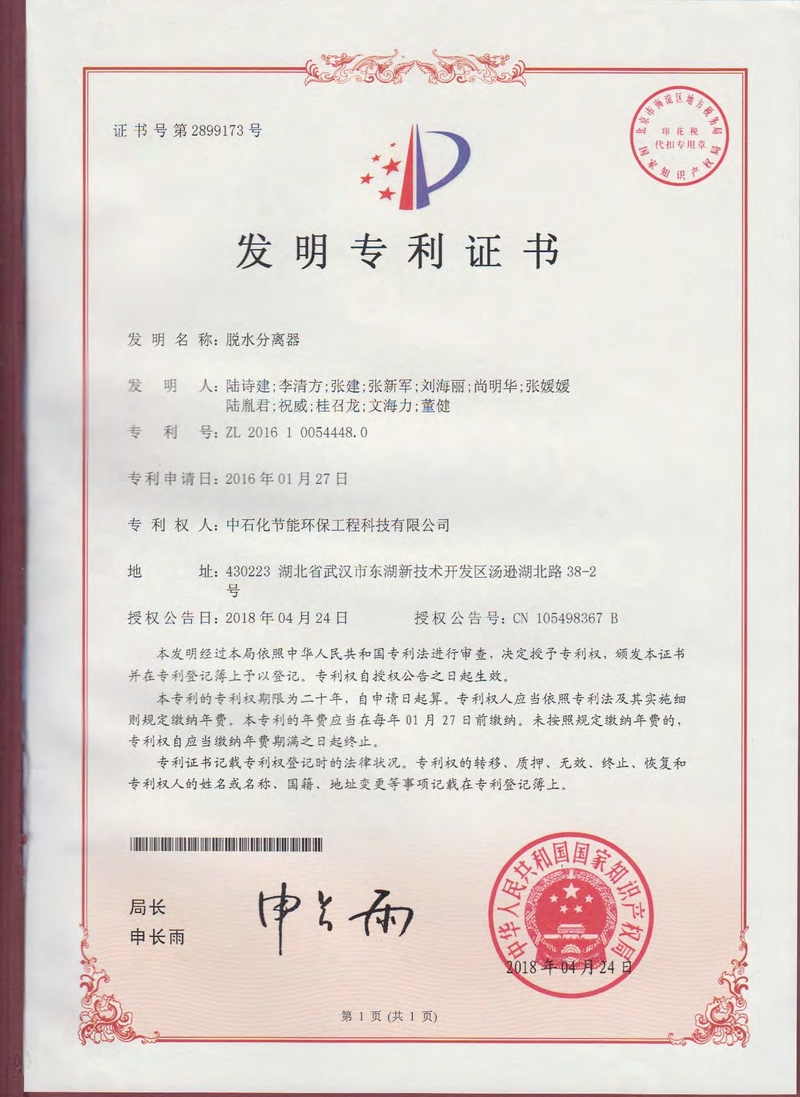 证书号第2899173号
北京市海淀区地方税务局
印花税
代扣专用章
国家知识产权局
发明专利证书
发明名称：脱水分离器
发明人：陆诗建;李清方;张建;张新军;刘海丽;尚明华;张媛媛
陆胤君;祝威;桂召龙;文海力;董健
专利号：ZL 2016 1 0054448.0
专利申请日：2016年01月27日
专利权人：中石化节能环保工程科技有限公司
地址：430223 湖北省武汉市东湖新技术开发区汤逊湖北路38-2
号
授权公告日：2018年04月24日 授权公告号：CN 105498367 B
本发明经过本局依照中华人民共和国专利法进行审查，决定授予专利权，颁发本证书
并在专利登记簿上予以登记。专利权自授权公告之日起生效。
本专利的专利权期限为二十年，自申请日起算。专利权人应当依照专利法及其实施细
则规定缴纳年费。本专利的年费应当在每年01月27日前缴纳。未按照规定缴纳年费的，
专利权自应当缴纳年费期满之日起终止。
专利证书记载专利权登记时的法律状况。专利权的转移、质押、无效、终止、恢复和
专利权人的姓名或名称、国籍、地址变更等事项记载在专利登记簿上。
局长
申长雨
申长雨
中华人民共和国国家知识产权局
2018年04月24日
第1页(共1页)